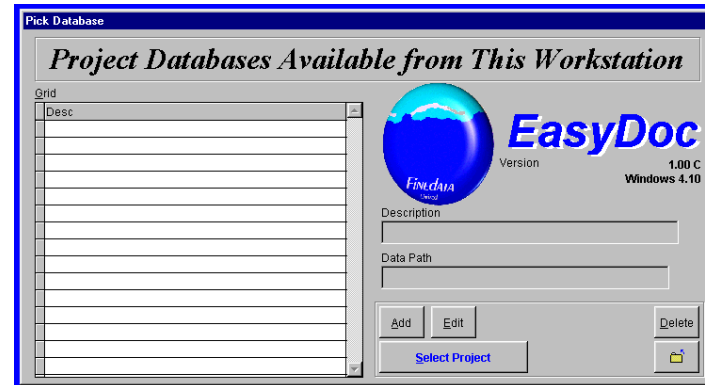 Pick Database
Project Databases Available from This Workstation
Grid
Desc
EasyDoc
Version 1.00 C
Windows 4.10
FINEDATA
Description
Data Path
Add Edit Delete
Select Project